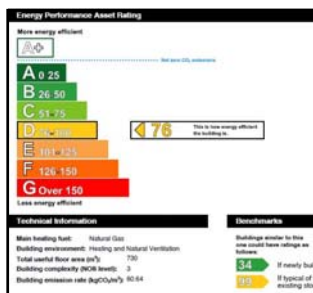 Energy Performance Asset Rating
More energy efficient
A+
Net zero CO₂ emissions
A 0-25
B 26-50
C 51-75
D 76-100
E 101-125
F 126-150
G Over 150
76
This is how energy efficient
the building is.
Less energy efficient
Technical Information
Main heating fuel: Natural Gas
Building environment: Heating and Natural Ventilation
Total useful floor area (m²): 730
Building complexity (NOS level): 3
Building emission rate (kgCO₂/m²): 80.64
Benchmarks
Buildings similar to this
one could have ratings as
follows:
34 If newly bui
99 If typical of
existing sto